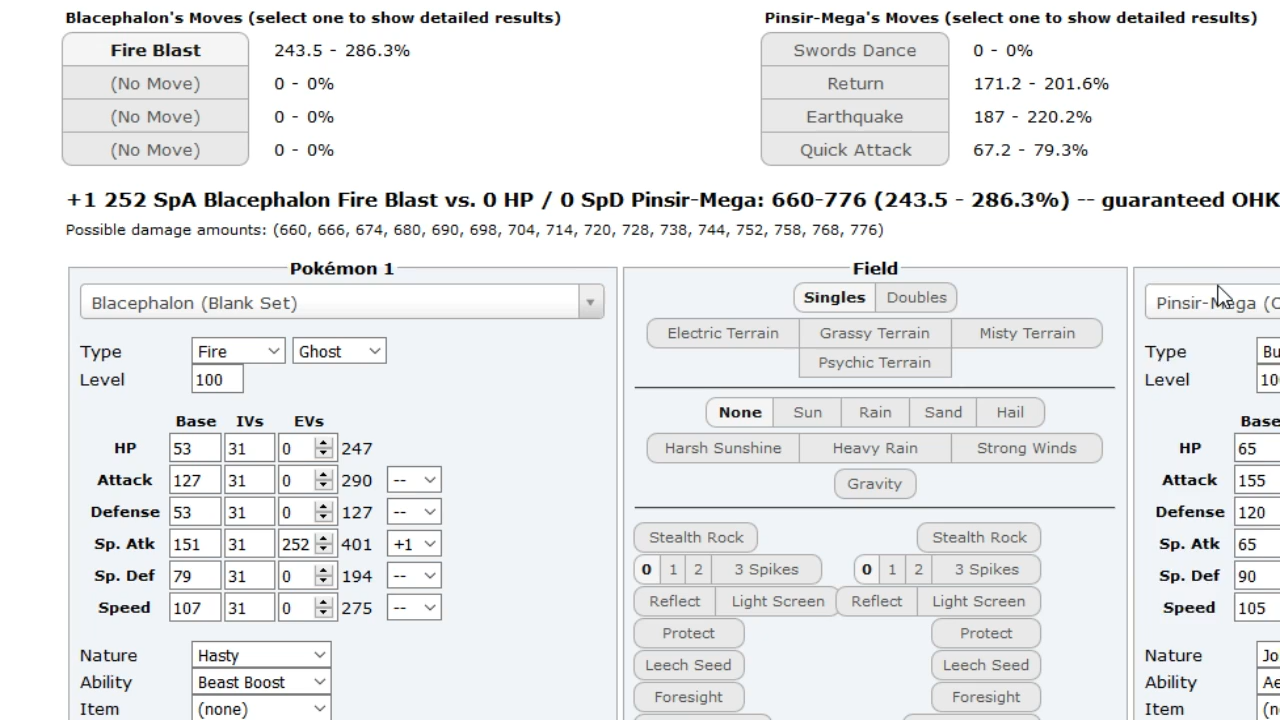 Blacephalon's Moves (select one to show detailed results)
Fire Blast 243.5 - 286.3%
(No Move) 0 - 0%
(No Move) 0 - 0%
(No Move) 0 - 0%
Pinsir-Mega's Moves (select one to show detailed results)
Swords Dance 0 - 0%
Return 171.2 - 201.6%
Earthquake 187 - 220.2%
Quick Attack 67.2 - 79.3%
+1 252 SpA Blacephalon Fire Blast vs. 0 HP / 0 SpD Pinsir-Mega: 660-776 (243.5 - 286.3%) -- guaranteed OHK
Possible damage amounts: (660, 666, 674, 680, 690, 698, 704, 714, 720, 728, 738, 744, 752, 758, 768, 776)
Pokémon 1
Blacephalon (Blank Set)
Type Fire Ghost
Level 100
Base IVs EVs
HP 53 31 0 247
Attack 127 31 0 290 --
Defense 53 31 0 127 --
Sp. Atk 151 31 252 401 +1
Sp. Def 79 31 0 194 --
Speed 107 31 0 275 --
Nature Hasty
Ability Beast Boost
Item (none)
Field
Singles Doubles
Electric Terrain Grassy Terrain Misty Terrain
Psychic Terrain
None Sun Rain Sand Hail
Harsh Sunshine Heavy Rain Strong Winds
Gravity
Stealth Rock Stealth Rock
0 1 2 3 Spikes 0 1 2 3 Spikes
Reflect Light Screen Reflect Light Screen
Protect Protect
Leech Seed Leech Seed
Foresight Foresight
Pinsir-Mega (O
Type Bu
Level 100
Base
HP 65
Attack 155
Defense 120
Sp. Atk 65
Sp. Def 90
Speed 105
Nature Jo
Ability Ae
Item (n